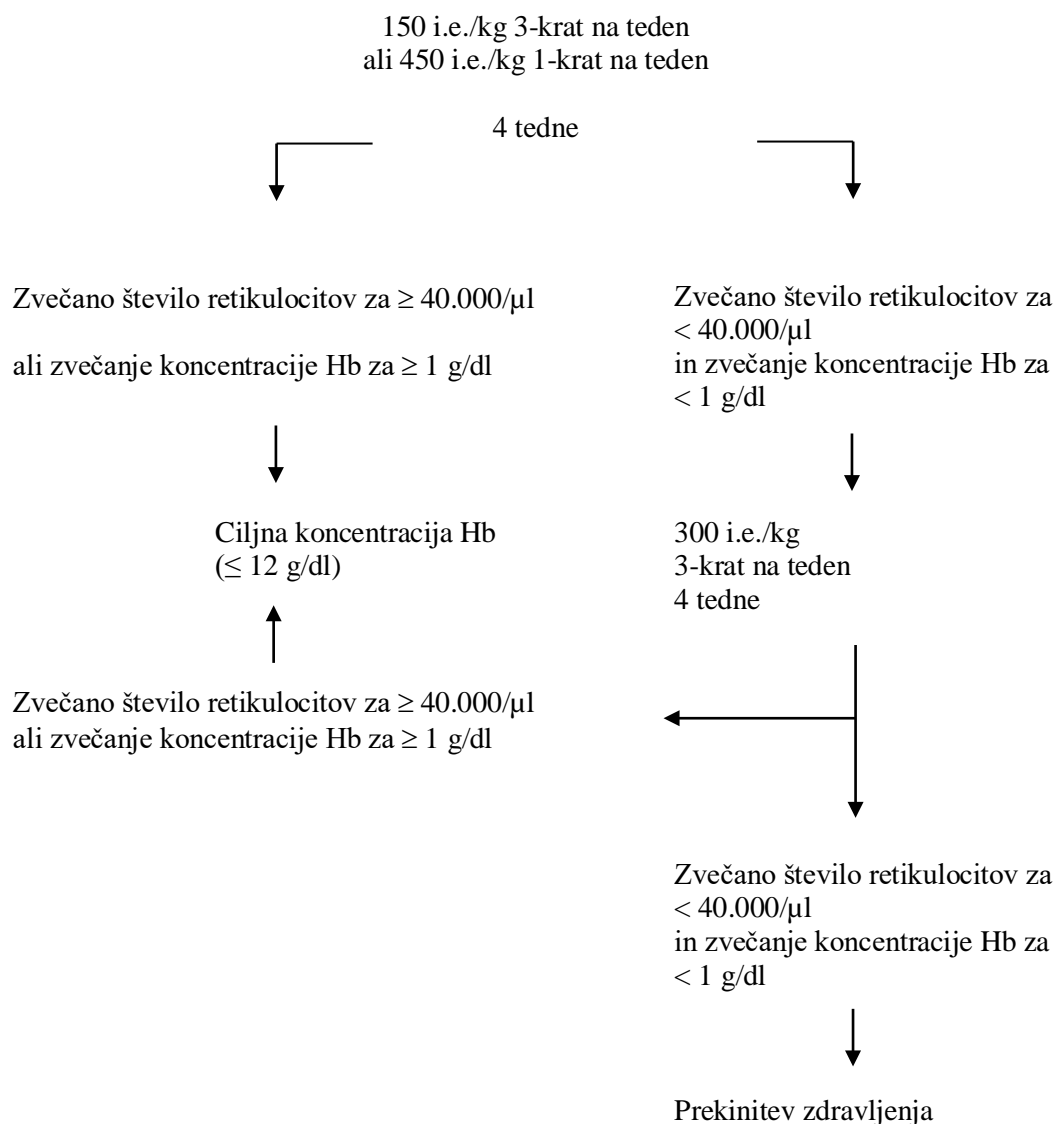 150 i.e./kg 3-krat na teden
ali 450 i.e./kg 1-krat na teden
4 tedne
Zvečano število retikulocitov za ≥ 40.000/µl
ali zvečanje koncentracije Hb za ≥ 1 g/dl
Zvečano število retikulocitov za
< 40.000/µl
in zvečanje koncentracije Hb za
< 1 g/dl
Ciljna koncentracija Hb
(≤ 12 g/dl)
300 i.e./kg
3-krat na teden
4 tedne
Zvečano število retikulocitov za ≥ 40.000/µl
ali zvečanje koncentracije Hb za ≥ 1 g/dl
Zvečano število retikulocitov za
< 40.000/µl
in zvečanje koncentracije Hb za
< 1 g/dl
Prekinitev zdravljenja